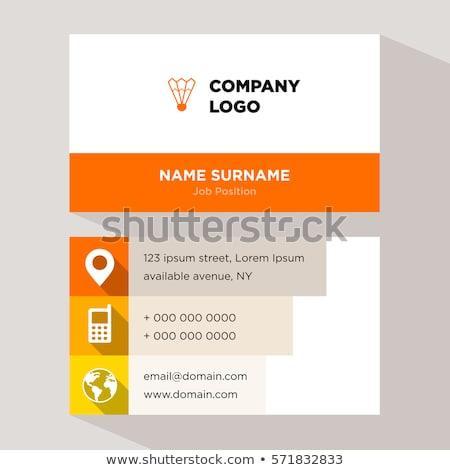 COMPANY
LOGO
NAME SURNAME
Job Position
shutterstock
123 ipsum street, Lorem Ipsum
available avenue, NY
+ 000 000 0000
+ 000 000 0000
email@domain.com
www.domain.com
shutterstock.com • 571832833